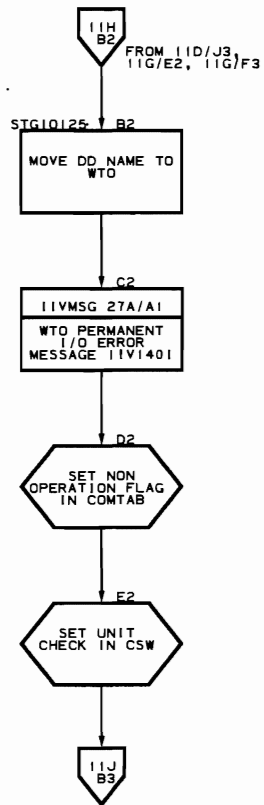 11H
B2
FROM 11D/J3,
11G/E2, 11G/F3
STG10125 B2
MOVE DD NAME TO
WTO
C2
IIVMSG 27A/A1
WTO PERMANENT
I/O ERROR
MESSAGE IIV140I
D2
SET NON
OPERATION FLAG
IN COMTAB
E2
SET UNIT
CHECK IN CSW
11J
B3